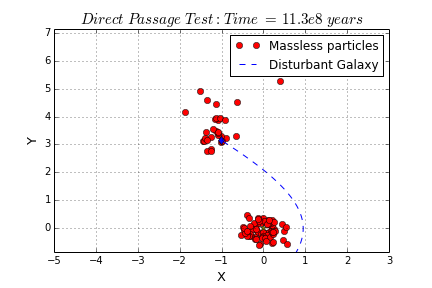 Direct Passage Test: Time = 11.3e8 years
Massless particles
Disturbant Galaxy
Y
7
6
5
4
3
2
1
0
−5 −4 −3 −2 −1 0 1 2 3
X